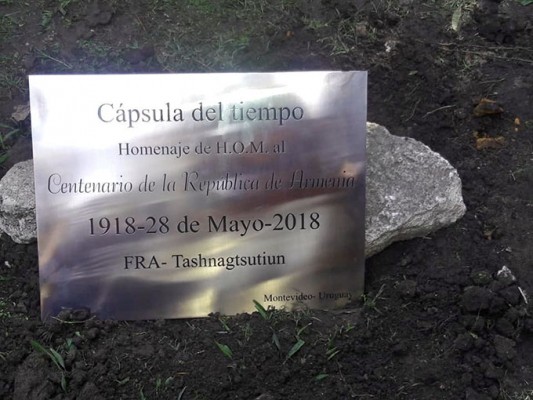 Cápsula del tiempo
Homenaje de H.O.M. al
Centenario de la República de Armenia
1918-28 de Mayo-2018
FRA- Tashnagtsutiun
Montevideo- Uruguay